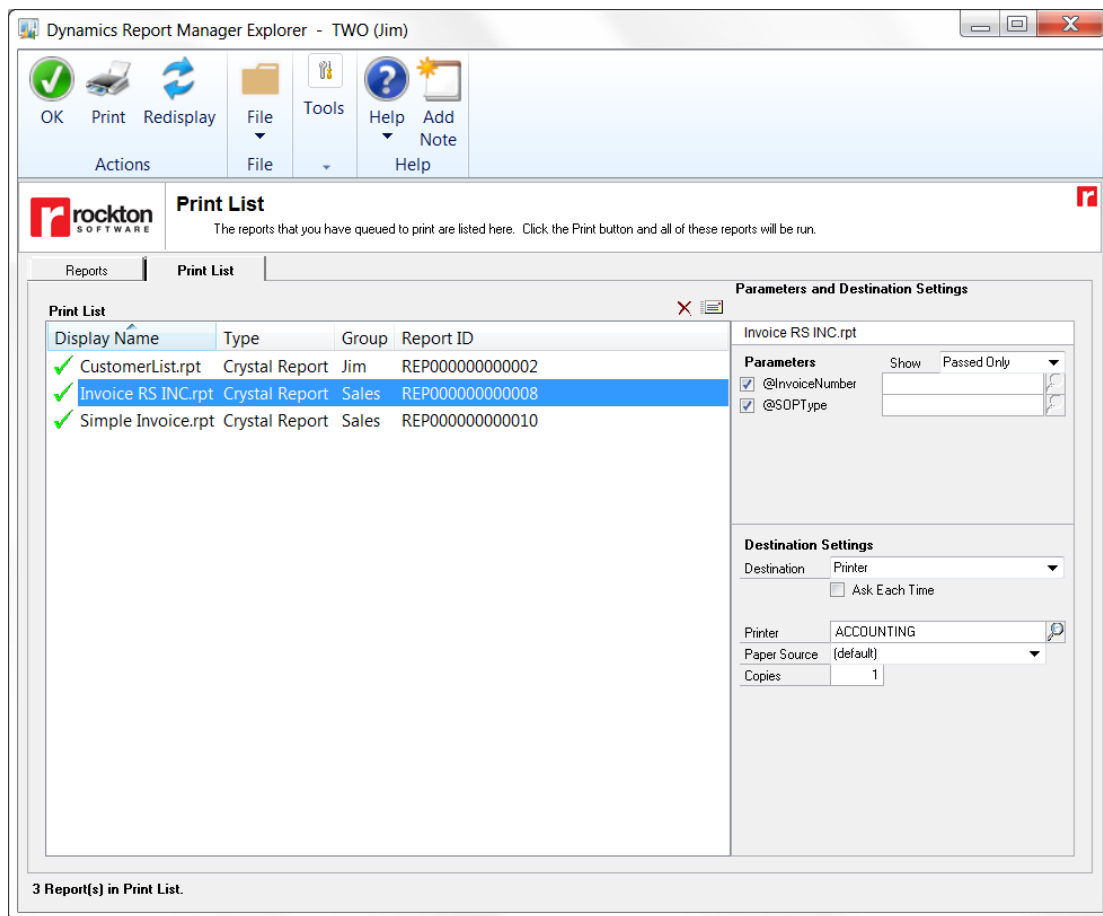 Dynamics Report Manager Explorer - TWO (Jim)
OK Print Redisplay File Tools Help Add Note
Actions File Help
rockton
SOFTWARE
Print List
The reports that you have queued to print are listed here. Click the Print button and all of these reports will be run.
Reports Print List
Print List
Display Name Type Group Report ID
CustomerList.rpt Crystal Report Jim REP000000000002
Invoice RS INC.rpt Crystal Report Sales REP000000000008
Simple Invoice.rpt Crystal Report Sales REP000000000010
Parameters and Destination Settings
Invoice RS INC.rpt
Parameters Show Passed Only
@InvoiceNumber
@SOPType
Destination Settings
Destination Printer
Ask Each Time
Printer ACCOUNTING
Paper Source (default)
Copies 1
3 Report(s) in Print List.